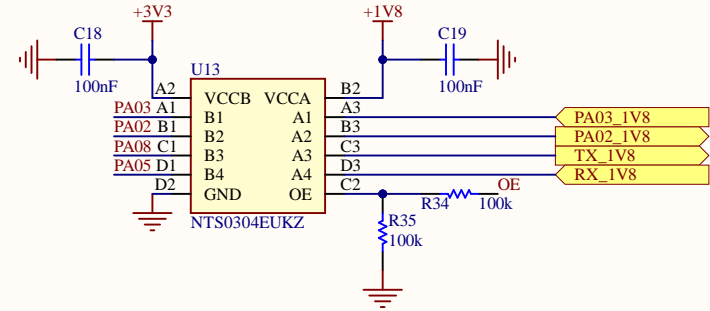 +3V3
+1V8
C18
C19
U13
100nF
100nF
A2
VCCB
VCCA
B2
PA03
A1
B1
A1
A3
PA03_1V8
PA02
B1
B2
A2
B3
PA02_1V8
PA08
C1
B3
A3
C3
TX_1V8
PA05
D1
B4
A4
D3
RX_1V8
D2
GND
OE
C2
OE
R34
100k
NTS0304EUKZ
R35
100k